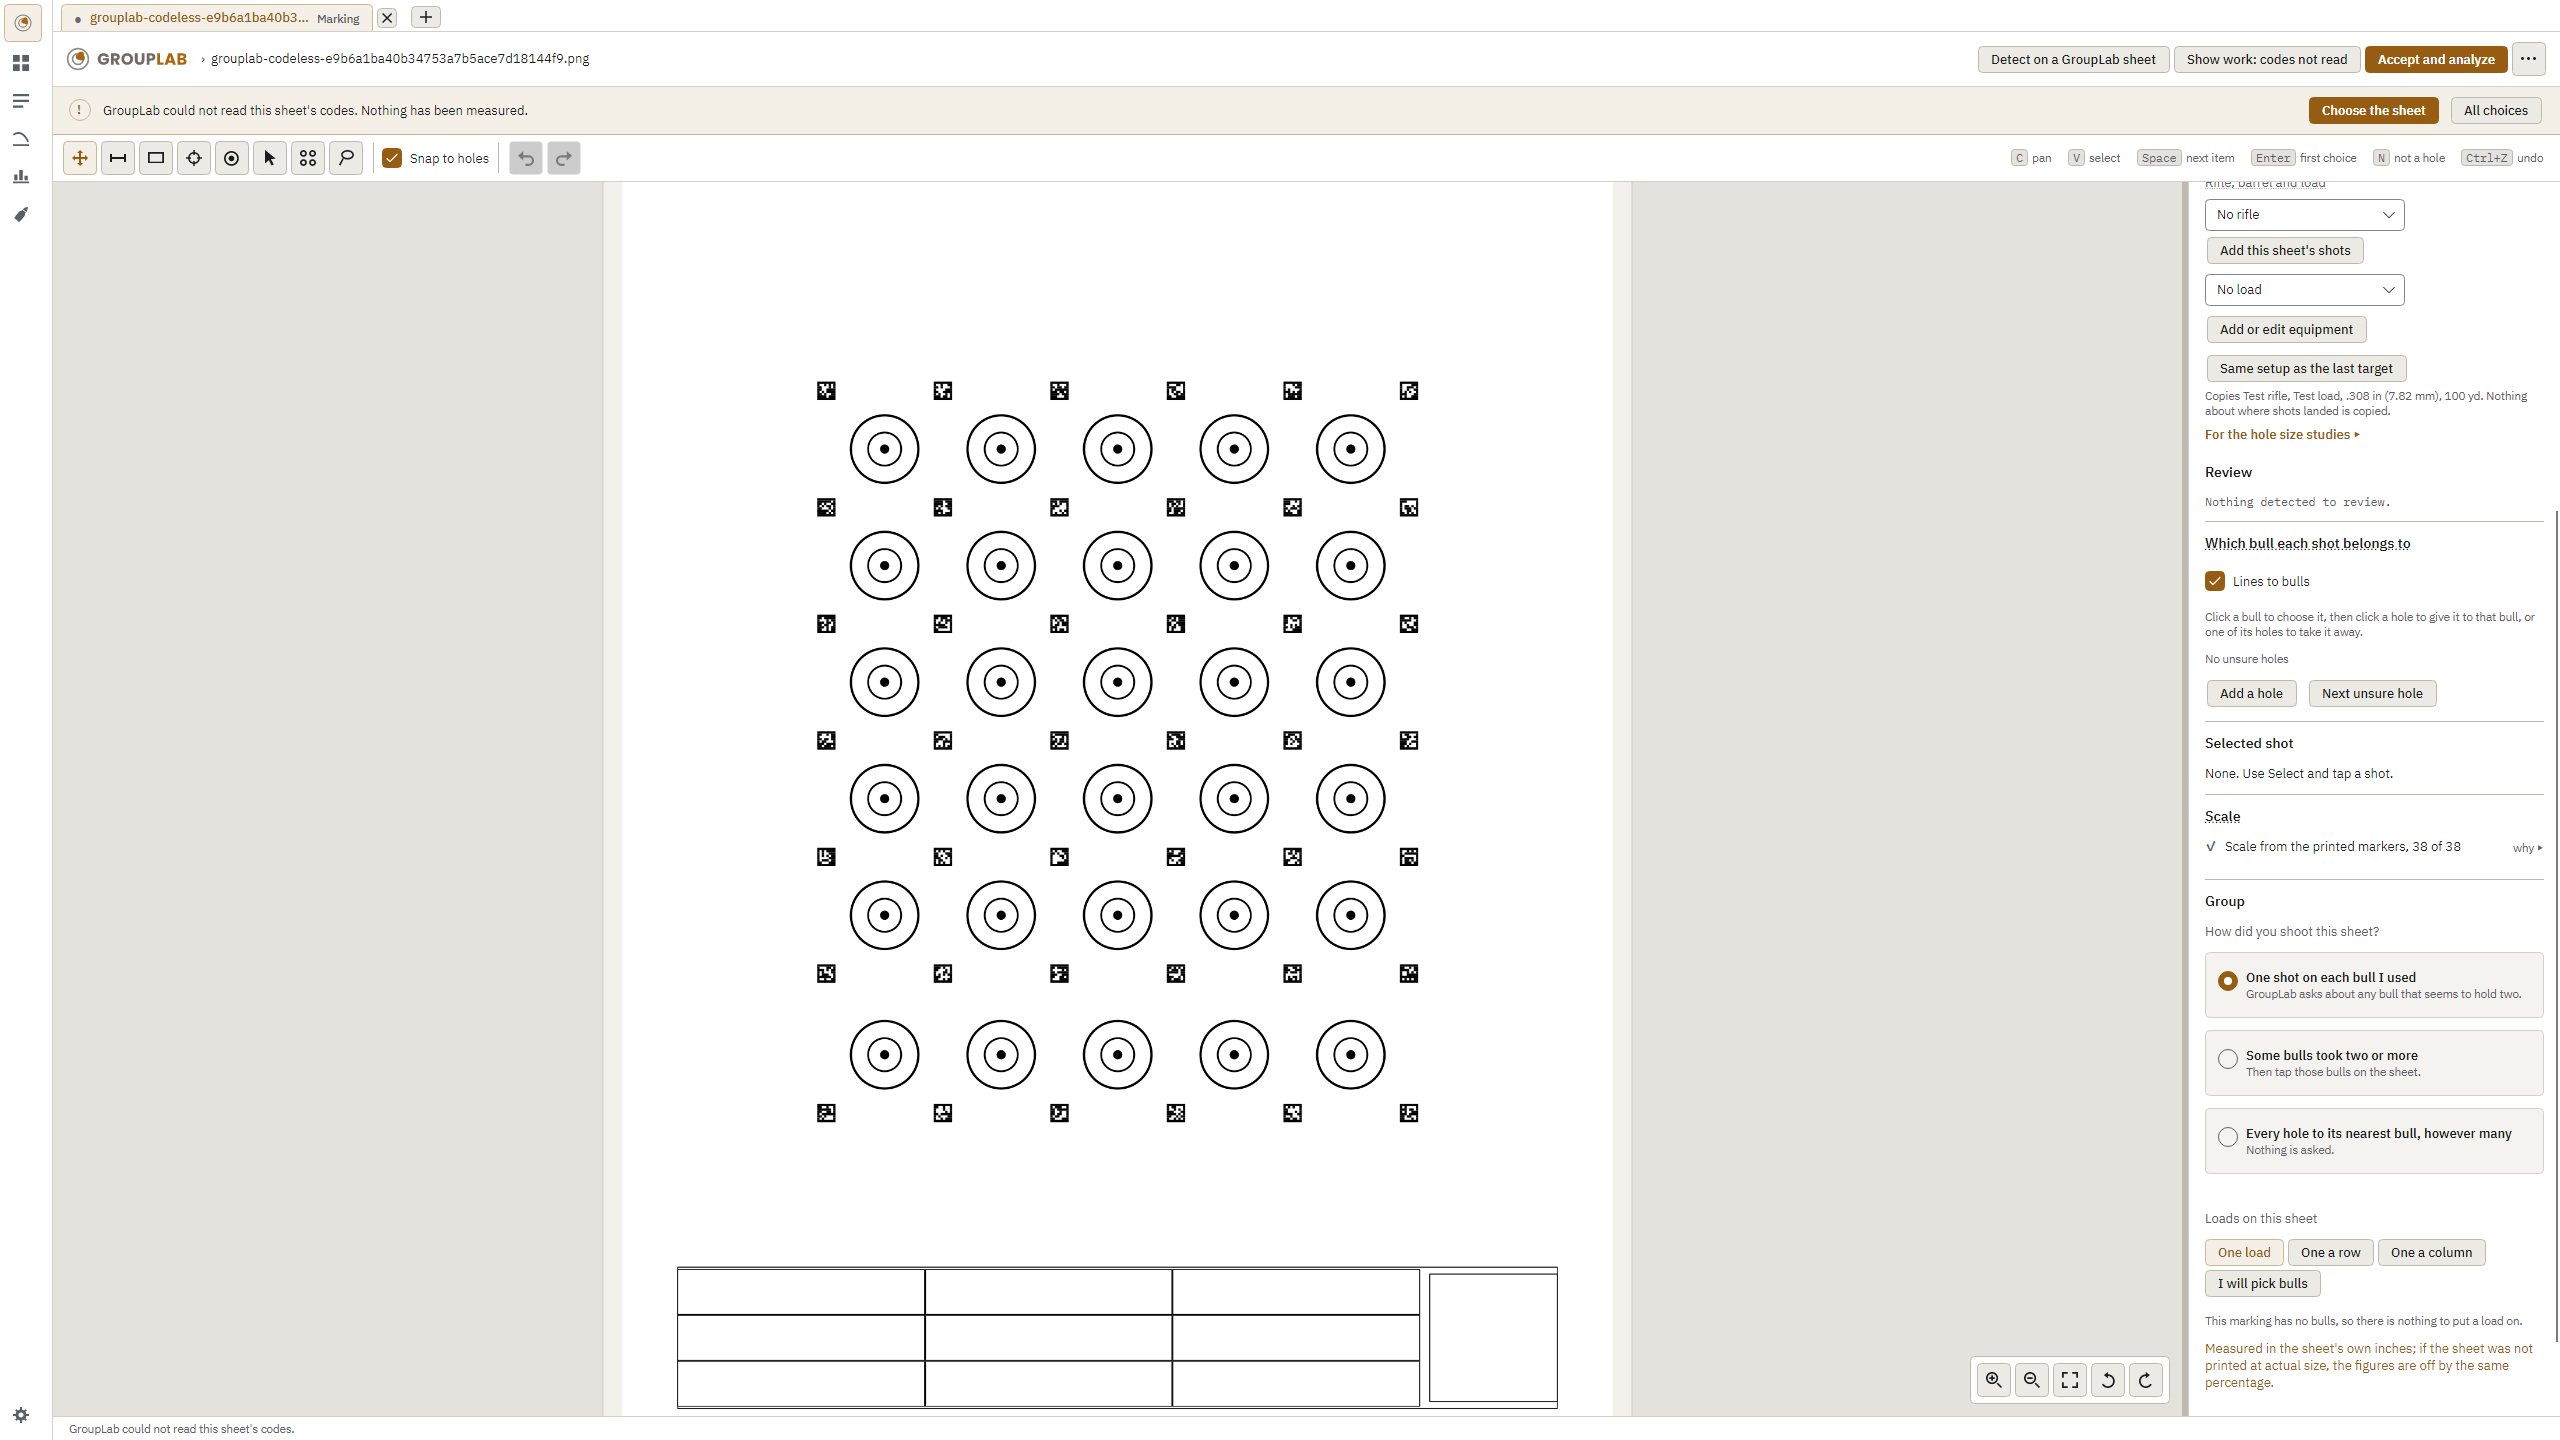 grouplab-codeless-e9b6a1ba40b3... Marking
GROUPLAB › grouplab-codeless-e9b6a1ba40b34753a7b5ace7d18144f9.png
Detect on a GroupLab sheet
Show work: codes not read
Accept and analyze
GroupLab could not read this sheet's codes. Nothing has been measured.
Choose the sheet
All choices
Snap to holes
C pan
V select
Space next item
Enter first choice
N not a hole
Ctrl+Z undo
Rifle, barrel and load
No rifle
Add this sheet's shots
No load
Add or edit equipment
Same setup as the last target
Copies Test rifle, Test load, .308 in (7.82 mm), 100 yd. Nothing
about where shots landed is copied.
For the hole size studies ▸
Review
Nothing detected to review.
Which bull each shot belongs to
Lines to bulls
Click a bull to choose it, then click a hole to give it to that bull, or
one of its holes to take it away.
No unsure holes
Add a hole
Next unsure hole
Selected shot
None. Use Select and tap a shot.
Scale
✓ Scale from the printed markers, 38 of 38
why ▸
Group
How did you shoot this sheet?
One shot on each bull I used
GroupLab asks about any bull that seems to hold two.
Some bulls took two or more
Then tap those bulls on the sheet.
Every hole to its nearest bull, however many
Nothing is asked.
Loads on this sheet
One load
One a row
One a column
I will pick bulls
This marking has no bulls, so there is nothing to put a load on.
Measured in the sheet's own inches; if the sheet was not
printed at actual size, the figures are off by the same
percentage.
GroupLab could not read this sheet's codes.